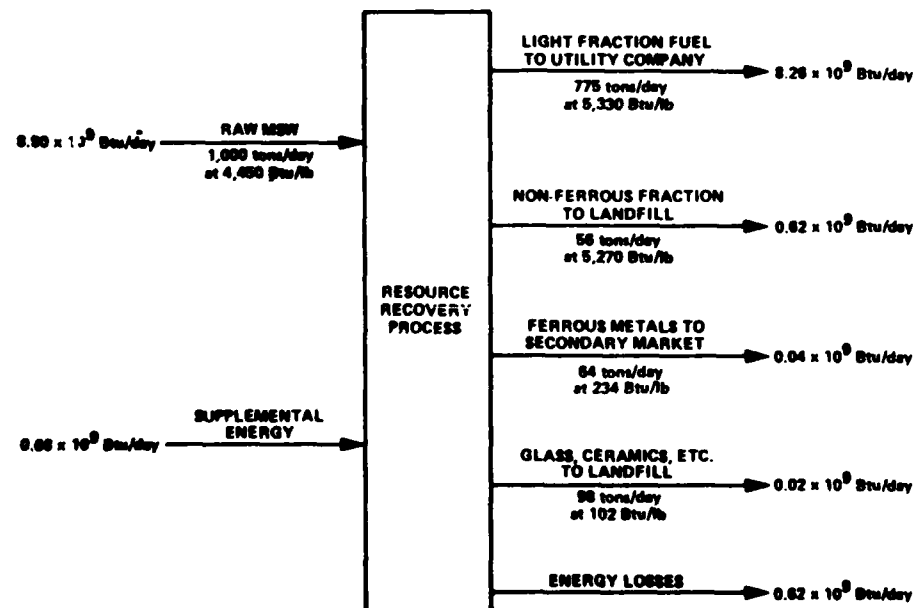 LIGHT FRACTION FUEL
TO UTILITY COMPANY
8.26 x 10⁹ Btu/day
775 tons/day
at 5,330 Btu/lb
8.90 x 10⁹ Btu/day
RAW MSW
1,000 tons/day
at 4,450 Btu/lb
NON-FERROUS FRACTION
TO LANDFILL
0.62 x 10⁹ Btu/day
56 tons/day
at 5,270 Btu/lb
RESOURCE
RECOVERY
PROCESS
FERROUS METALS TO
SECONDARY MARKET
0.04 x 10⁹ Btu/day
64 tons/day
at 234 Btu/lb
0.66 x 10⁹ Btu/day
SUPPLEMENTAL
ENERGY
GLASS, CERAMICS, ETC.
TO LANDFILL
0.02 x 10⁹ Btu/day
98 tons/day
at 102 Btu/lb
ENERGY LOSSES
0.62 x 10⁹ Btu/day